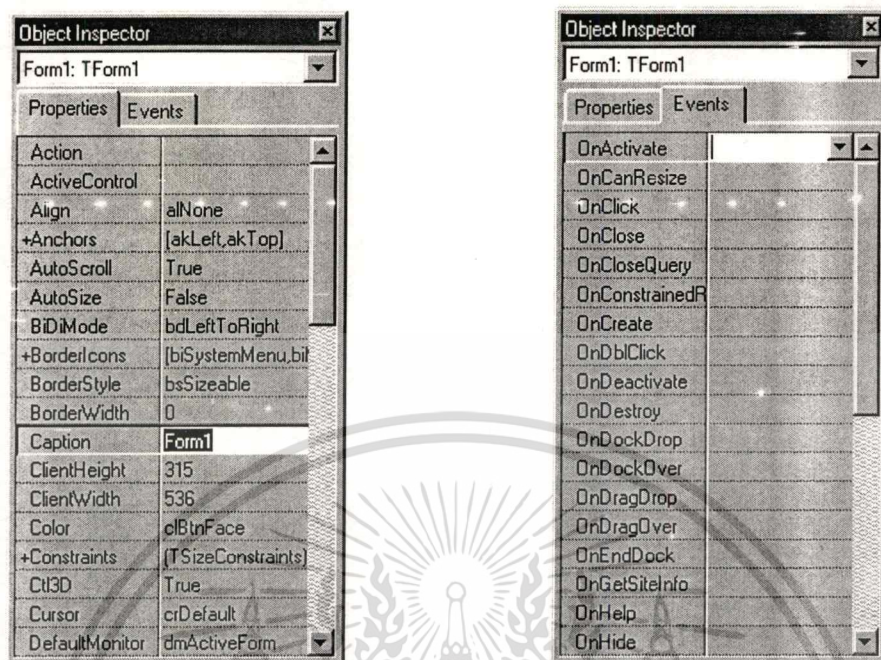 Object Inspector
Form1: TForm1
Properties Events
Action
ActiveControl
Align alNone
+Anchors [akLeft,akTop]
AutoScroll True
AutoSize False
BiDiMode bdLeftToRight
+BorderIcons [biSystemMenu,biM
BorderStyle bsSizeable
BorderWidth 0
Caption Form1
ClientHeight 315
ClientWidth 536
Color clBtnFace
+Constraints (TSizeConstraints)
Ctl3D True
Cursor crDefault
DefaultMonitor dmActiveForm
Object Inspector
Form1: TForm1
Properties Events
OnActivate
OnCanResize
OnClick
OnClose
OnCloseQuery
OnConstrainedR
OnCreate
OnDblClick
OnDeactivate
OnDestroy
OnDockDrop
OnDockOver
OnDragDrop
OnDragOver
OnEndDock
OnGetSiteInfo
OnHelp
OnHide